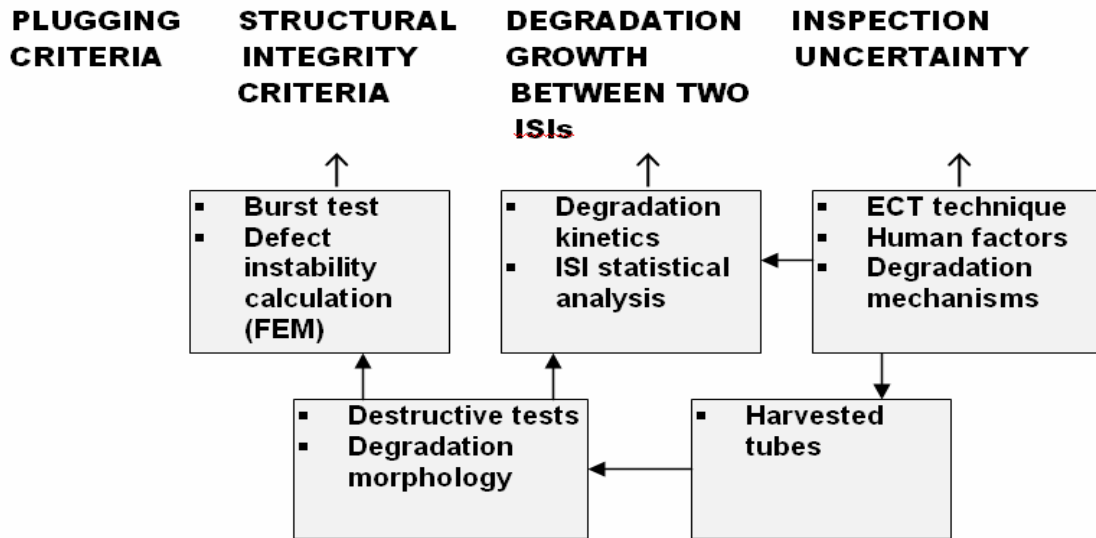 PLUGGING
CRITERIA
STRUCTURAL
INTEGRITY
CRITERIA
DEGRADATION
GROWTH
BETWEEN TWO
ISIs
INSPECTION
UNCERTAINTY
▪ Burst test
▪ Defect
instability
calculation
(FEM)
▪ Degradation
kinetics
▪ ISI statistical
analysis
▪ ECT technique
▪ Human factors
▪ Degradation
mechanisms
▪ Destructive tests
▪ Degradation
morphology
▪ Harvested
tubes